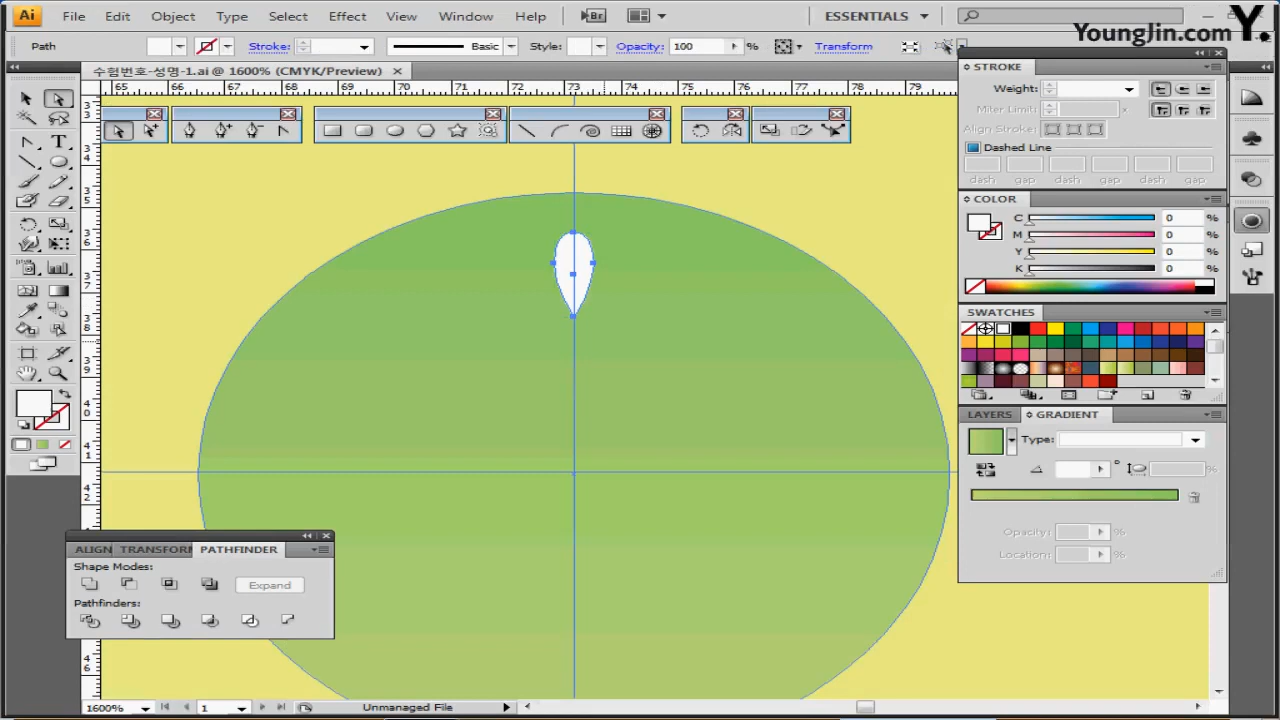 Ai File Edit Object Type Select Effect View Window Help Br ESSENTIALS
YoungJin.com Y.
Path Stroke: Basic Style: Opacity: 100 % Transform
수험번호-성명-1.ai @ 1600% (CMYK/Preview)
65 67 68 69 70 71 72 73 74 75 76 77 78 79
STROKE
Weight:
Miter Limit: x
Align Stroke:
Dashed Line
dash gap dash gap dash gap
COLOR
C 0 %
M 0 %
Y 0 %
K 0 %
SWATCHES
LAYERS GRADIENT
Type:
%
Opacity: %
Location: %
ALIGN TRANSFORM PATHFINDER
Shape Modes:
Expand
Pathfinders:
1600% 1 Unmanaged File